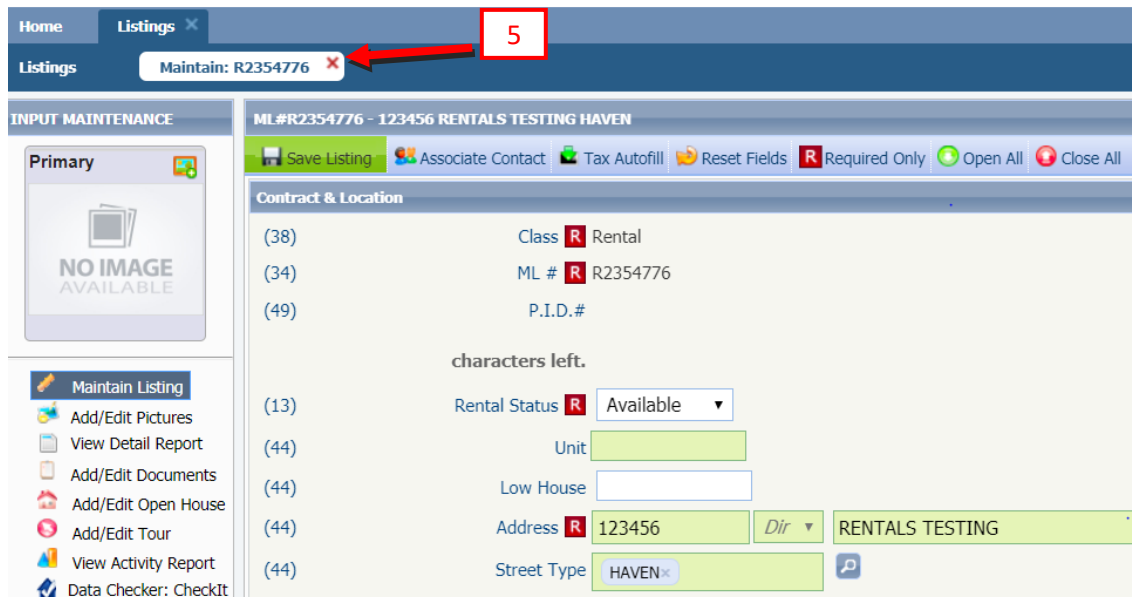 Home Listings ×
5
Listings Maintain: R2354776 ×
INPUT MAINTENANCE
Primary
NO IMAGE
AVAILABLE
Maintain Listing
Add/Edit Pictures
View Detail Report
Add/Edit Documents
Add/Edit Open House
Add/Edit Tour
View Activity Report
Data Checker: CheckIt
ML#R2354776 - 123456 RENTALS TESTING HAVEN
Save Listing Associate Contact Tax Autofill Reset Fields R Required Only Open All Close All
Contract & Location
(38) Class R Rental
(34) ML # R R2354776
(49) P.I.D.#
characters left.
(13) Rental Status R Available
(44) Unit
(44) Low House
(44) Address R 123456 Dir RENTALS TESTING
(44) Street Type HAVEN×